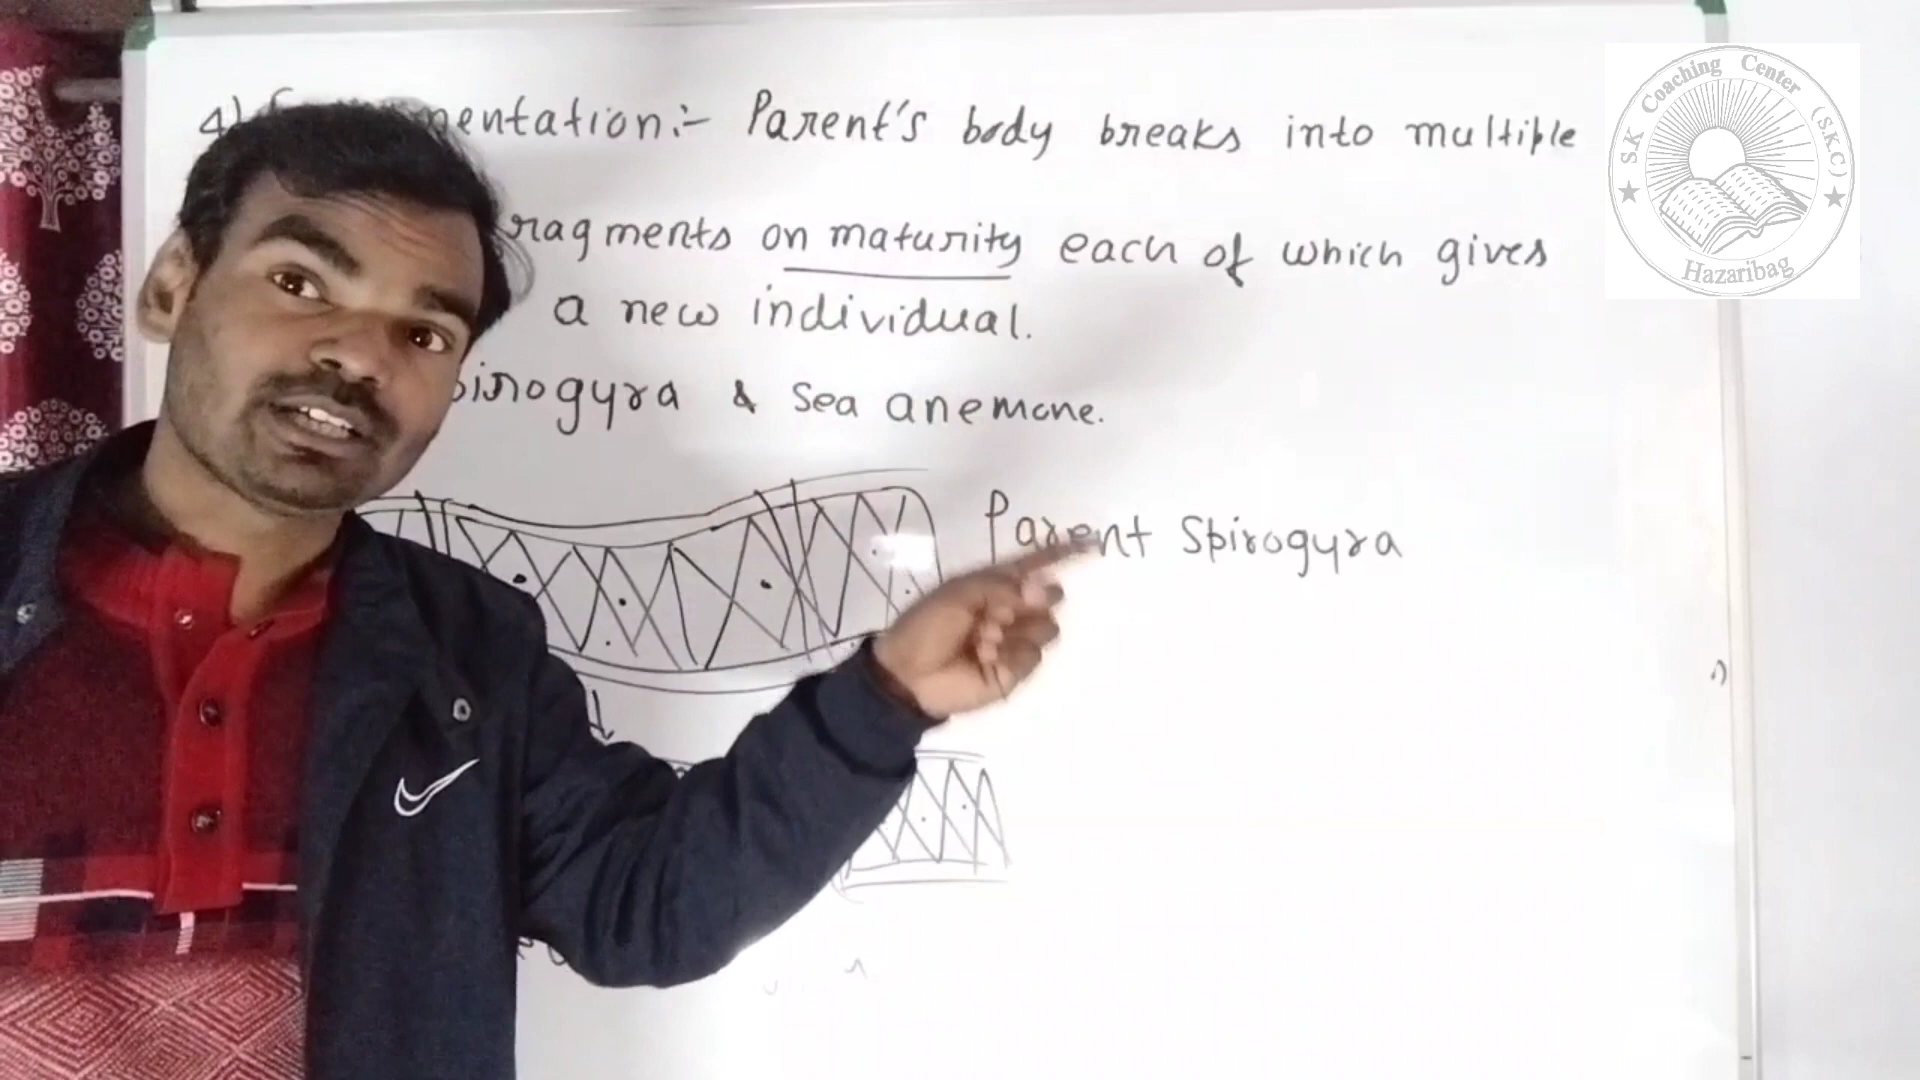 4) mentation:- Parent's body breaks into multiple
ragments on maturity each of which gives
a new individual.
pirogyra & Sea anemone.
Parent Spirogyra
S.K Coaching Center (S.K.C)
Hazaribag